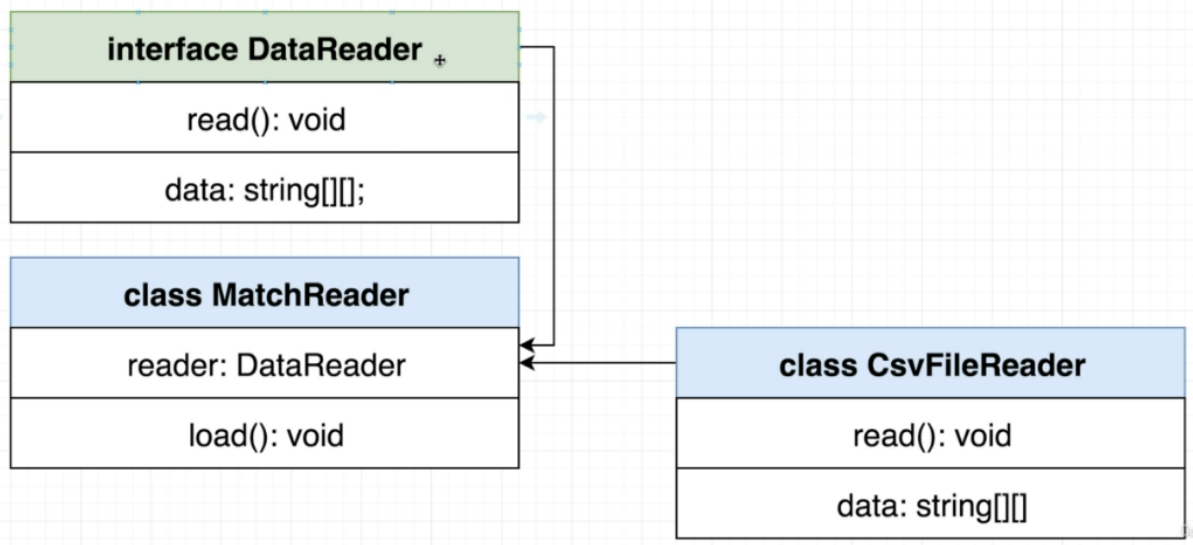 interface DataReader
read(): void
data: string[][];
class MatchReader
reader: DataReader
load(): void
class CsvFileReader
read(): void
data: string[][]